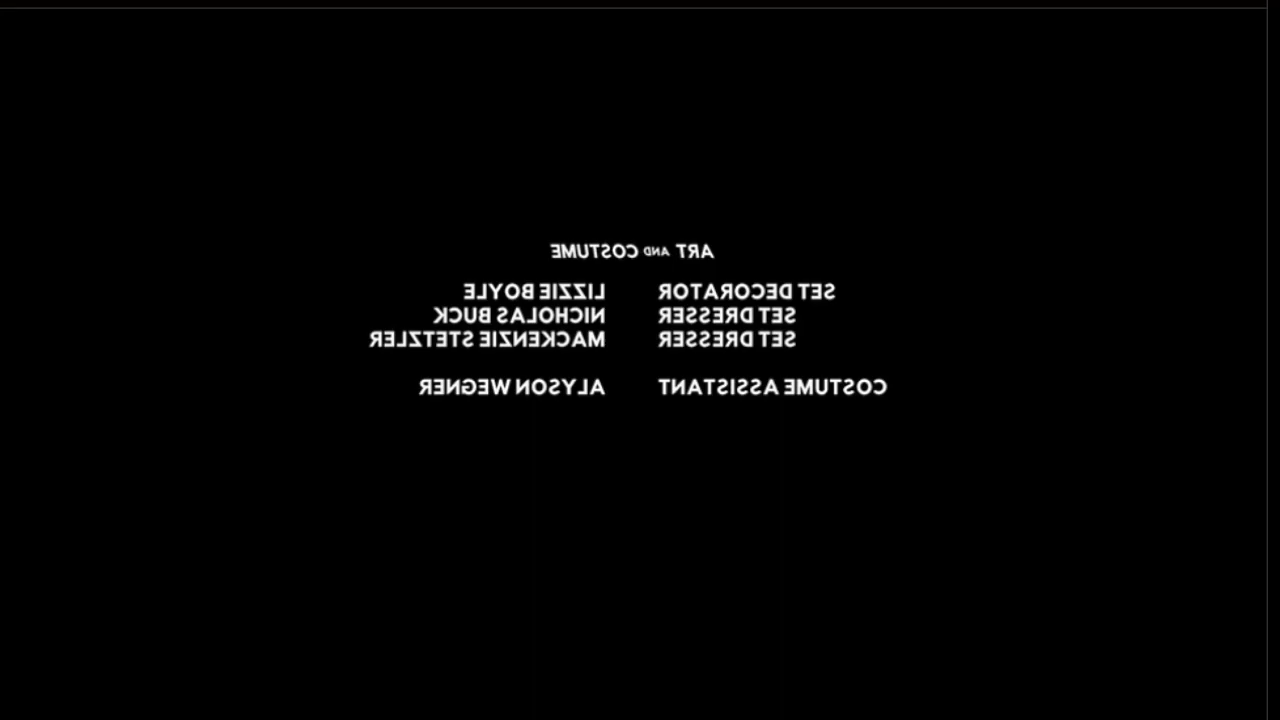 ART AND COSTUME
SET DECORATOR LIZZIE BOYLE
SET DRESSER NICHOLAS BUCK
SET DRESSER MACKENZIE STETZLER
COSTUME ASSISTANT ALYSON WEGNER